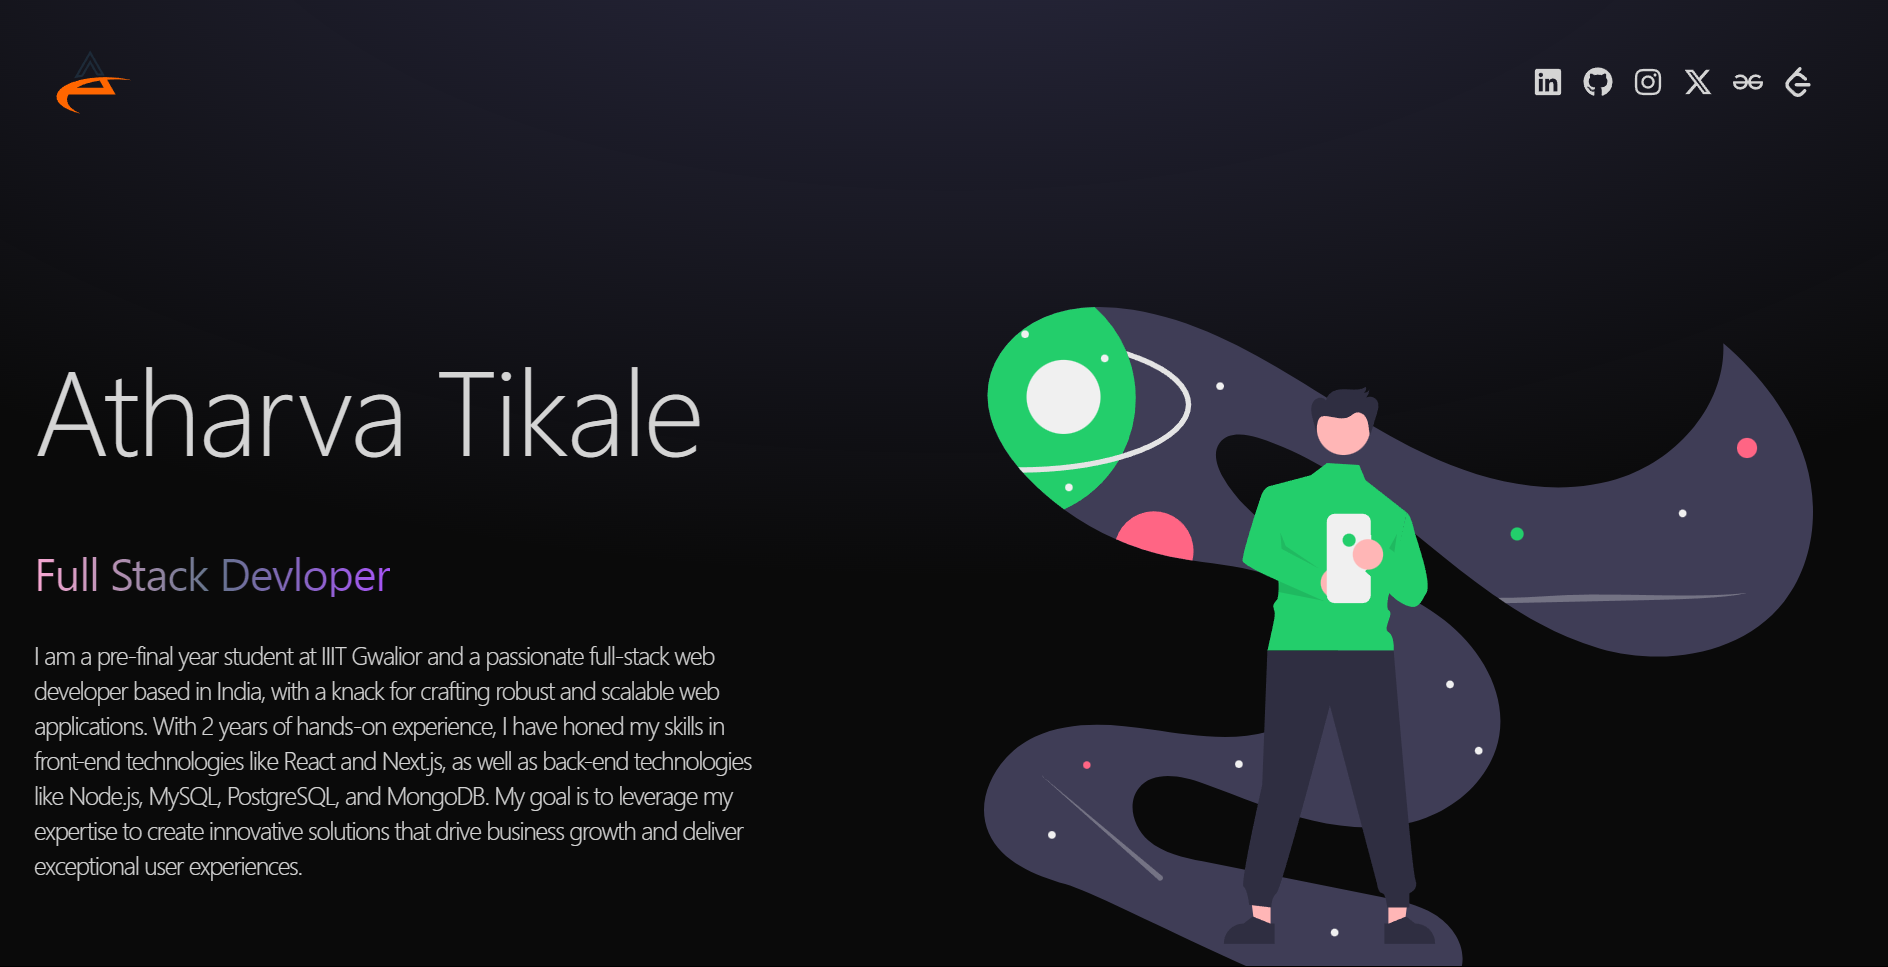 Atharva Tikale
Full Stack Devloper
I am a pre-final year student at IIIT Gwalior and a passionate full-stack web
developer based in India, with a knack for crafting robust and scalable web
applications. With 2 years of hands-on experience, I have honed my skills in
front-end technologies like React and Next.js, as well as back-end technologies
like Node.js, MySQL, PostgreSQL, and MongoDB. My goal is to leverage my
expertise to create innovative solutions that drive business growth and deliver
exceptional user experiences.